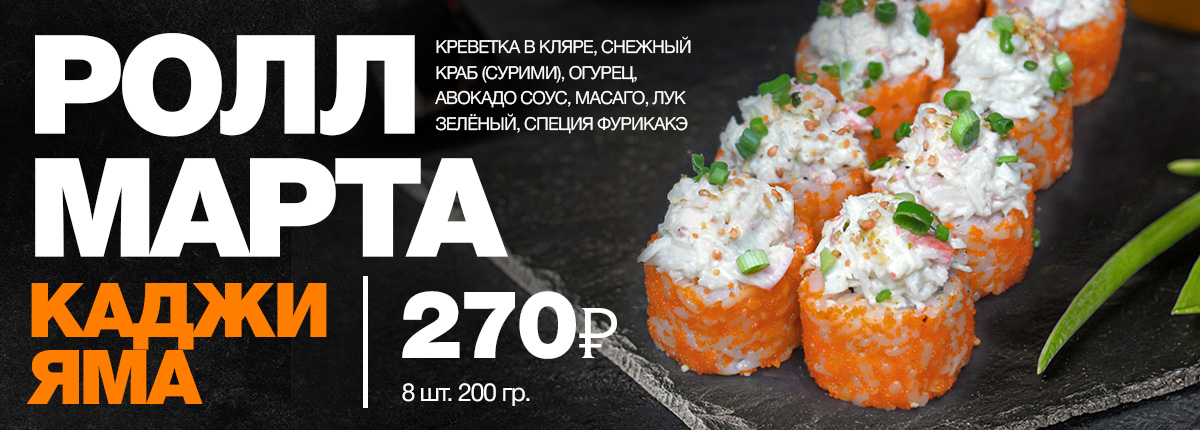 РОЛЛ
МАРТА
КРЕВЕТКА В КЛЯРЕ, СНЕЖНЫЙ
КРАБ (СУРИМИ), ОГУРЕЦ,
АВОКАДО СОУС, МАСАГО, ЛУК
ЗЕЛЁНЫЙ, СПЕЦИЯ ФУРИКАКЭ
КАДЖИ
ЯМА
270₽
8 шт. 200 гр.